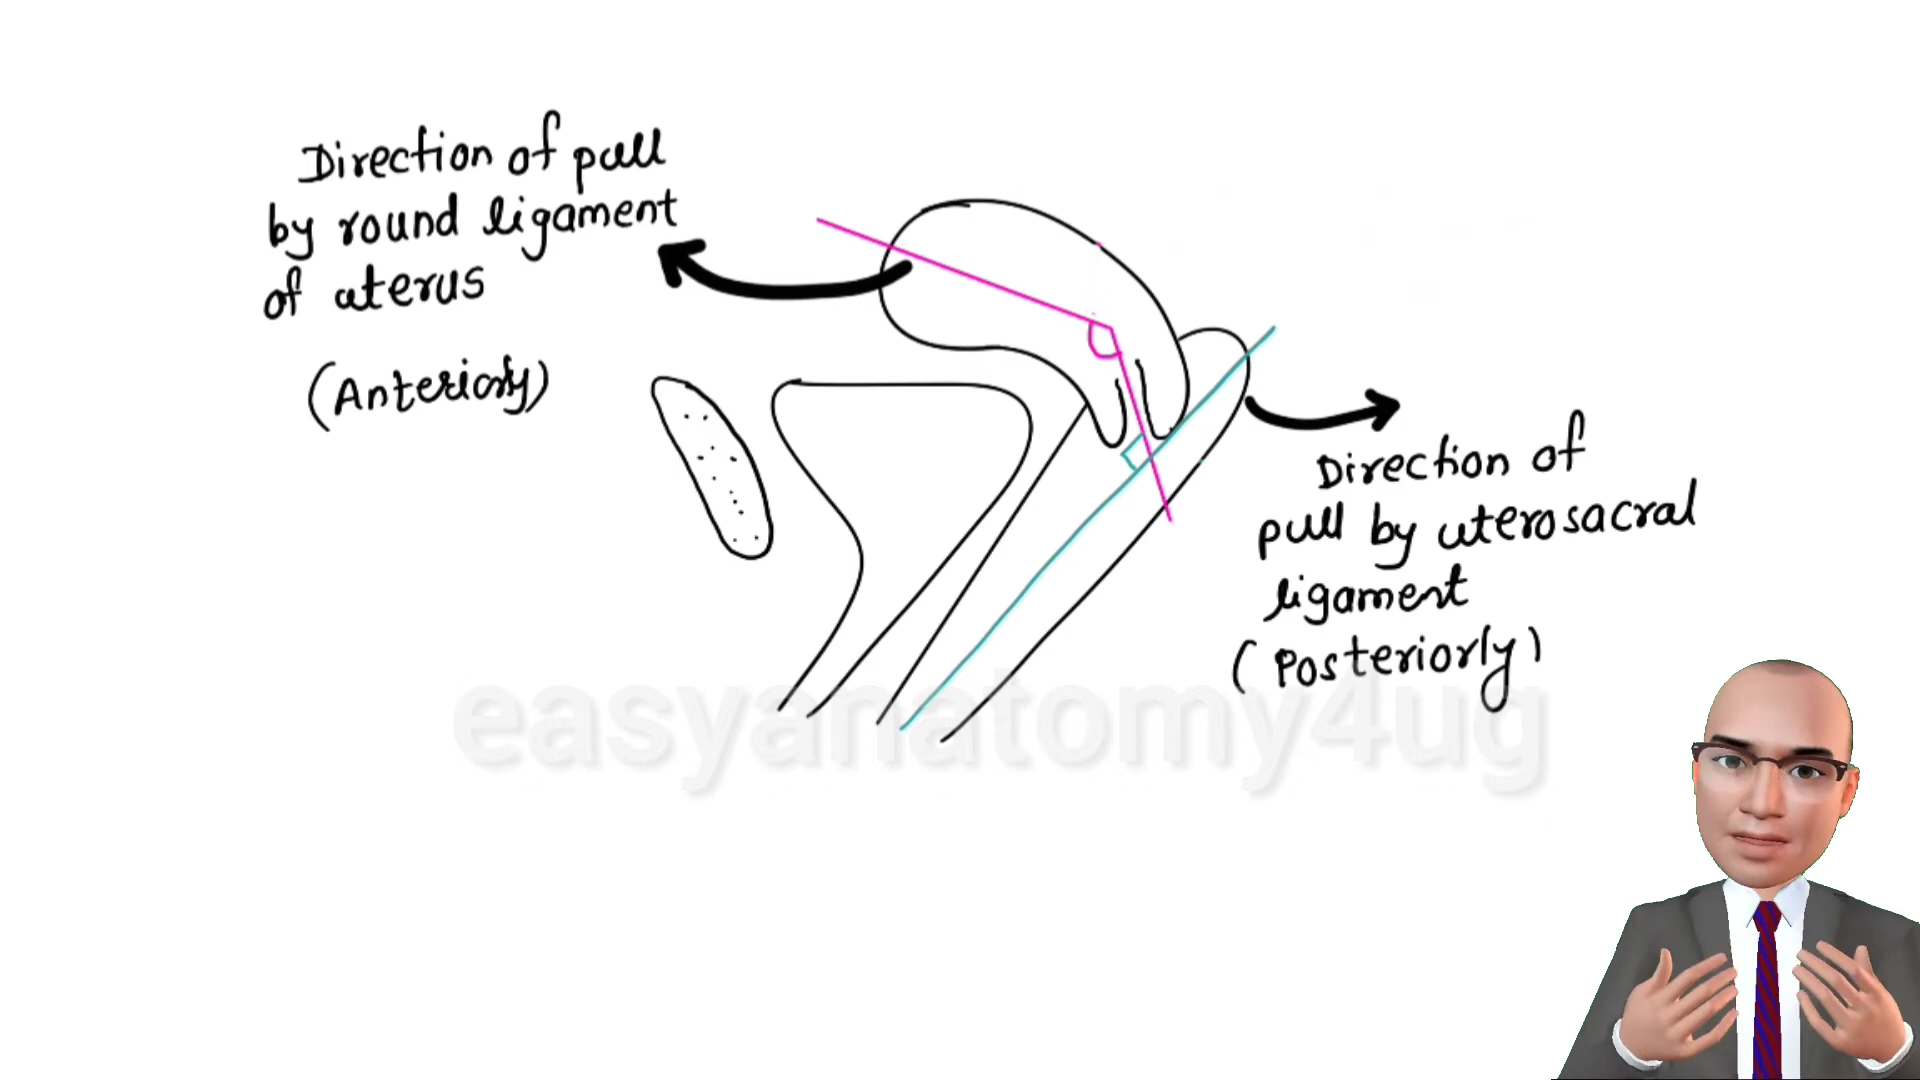 Direction of pull
by round ligament
of uterus
(Anteriorly)
Direction of
pull by uterosacral
ligament
(Posteriorly)
easyanatomy4ug